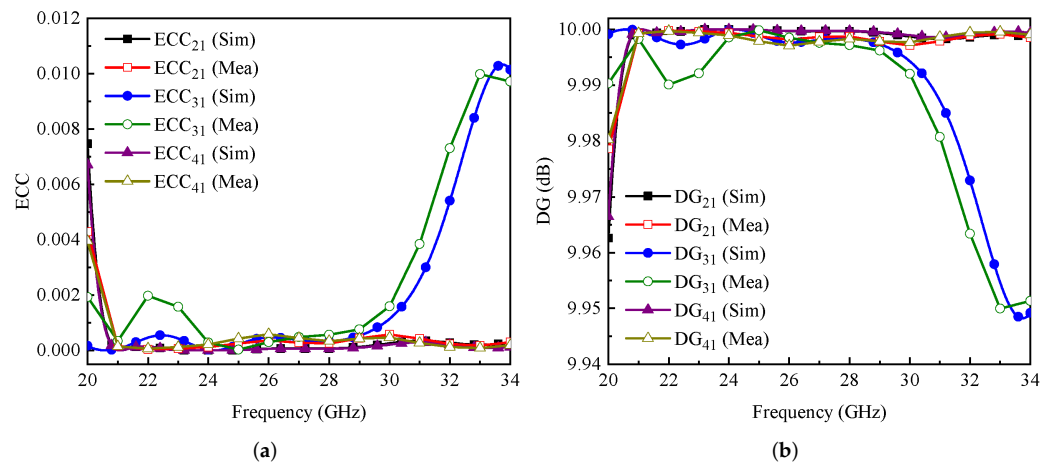 0.012
0.010
0.008
0.006
0.004
0.002
0.000
ECC
ECC21 (Sim)
ECC21 (Mea)
ECC31 (Sim)
ECC31 (Mea)
ECC41 (Sim)
ECC41 (Mea)
20 22 24 26 28 30 32 34
Frequency (GHz)
(a)
10.00
9.99
9.98
9.97
9.96
9.95
9.94
DG (dB)
DG21 (Sim)
DG21 (Mea)
DG31 (Sim)
DG31 (Mea)
DG41 (Sim)
DG41 (Mea)
20 22 24 26 28 30 32 34
Frequency (GHz)
(b)